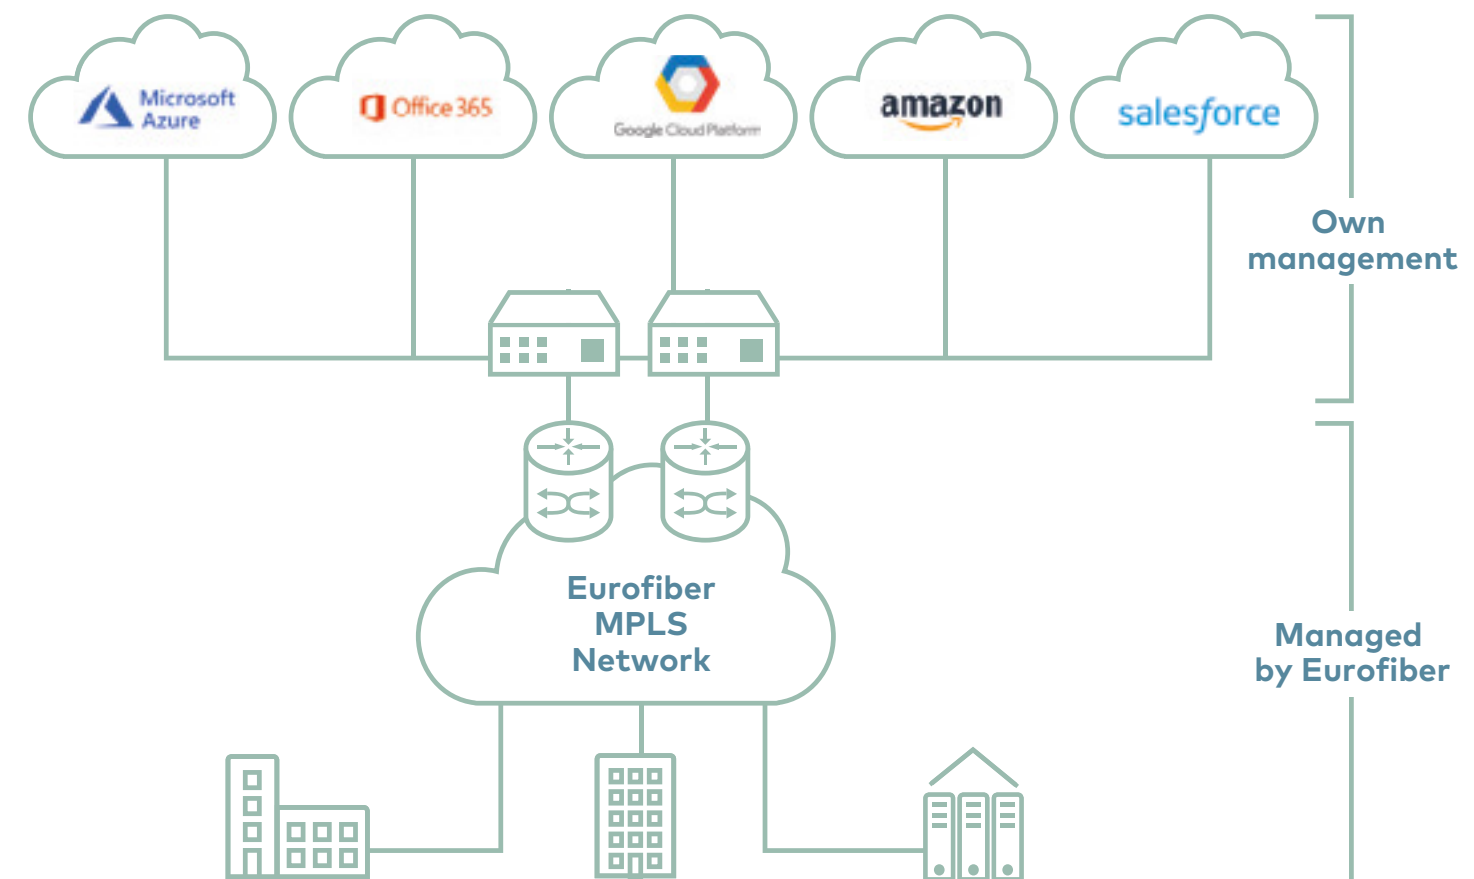 Microsoft
Azure
Office 365
Google Cloud Platform
amazon
salesforce
Own
management
Eurofiber
MPLS
Network
Managed
by Eurofiber